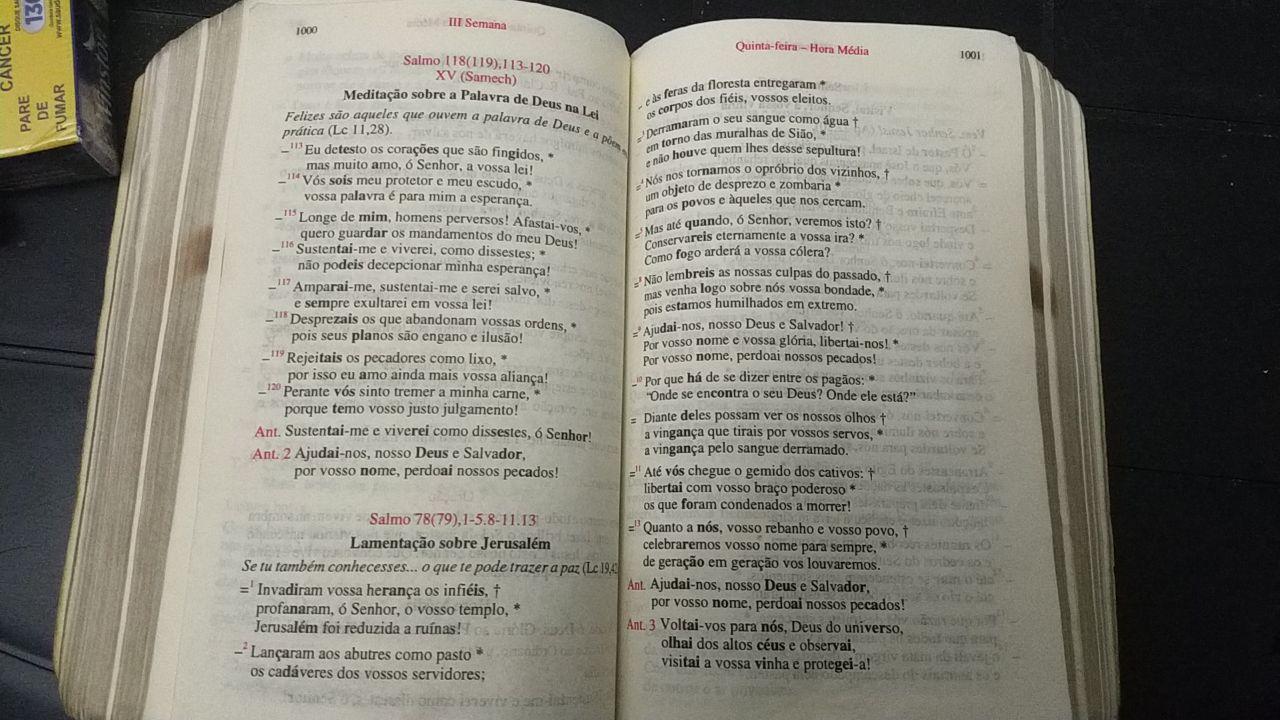 CÂNCER
PARE
DE
FUMAR
DISQUE SAÚDE
136
1000
III Semana
Salmo 118(119),113-120
XV (Samech)
Meditação sobre a Palavra de Deus na Lei
Felizes são aqueles que ouvem a palavra de Deus e a põem em
prática (Lc 11,28).
–113 Eu detesto os corações que são fingidos, *
mas muito amo, ó Senhor, a vossa lei!
–114 Vós sois meu protetor e meu escudo, *
vossa palavra é para mim a esperança.
–115 Longe de mim, homens perversos! Afastai-vos, *
quero guardar os mandamentos do meu Deus!
–116 Sustentai-me e viverei, como dissestes; *
não podeis decepcionar minha esperança!
–117 Amparai-me, sustentai-me e serei salvo, *
e sempre exultarei em vossa lei!
–118 Desprezais os que abandonam vossas ordens, *
pois seus planos são engano e ilusão!
–119 Rejeitais os pecadores como lixo, *
por isso eu amo ainda mais vossa aliança!
–120 Perante vós sinto tremer a minha carne, *
porque temo vosso justo julgamento!
Ant. Sustentai-me e viverei como dissestes, ó Senhor!
Ant. 2 Ajudai-nos, nosso Deus e Salvador,
por vosso nome, perdoai nossos pecados!
Salmo 78(79),1-5.8-11.13
Lamentação sobre Jerusalém
Se tu também conhecesses... o que te pode trazer a paz (Lc 19,42
=1 Invadiram vossa herança os infiéis, †
profanaram, ó Senhor, o vosso templo, *
Jerusalém foi reduzida a ruínas!
–2 Lançaram aos abutres como pasto *
os cadáveres dos vossos servidores;
Quinta-feira – Hora Média
1001
– e às feras da floresta entregaram *
os corpos dos fiéis, vossos eleitos.
=3 Derramaram o seu sangue como água †
em torno das muralhas de Sião, *
e não houve quem lhes desse sepultura!
=4 Nós nos tornamos o opróbrio dos vizinhos, †
um objeto de desprezo e zombaria *
para os povos e àqueles que nos cercam.
=5 Mas até quando, ó Senhor, veremos isto? †
Conservareis eternamente a vossa ira? *
Como fogo arderá a vossa cólera?
=8 Não lembreis as nossas culpas do passado, †
mas venha logo sobre nós vossa bondade, *
pois estamos humilhados em extremo.
=9 Ajudai-nos, nosso Deus e Salvador! †
Por vosso nome e vossa glória, libertai-nos! *
Por vosso nome, perdoai nossos pecados!
–10 Por que há de se dizer entre os pagãos: *
“Onde se encontra o seu Deus? Onde ele está?”
= Diante deles possam ver os nossos olhos †
a vingança que tirais por vossos servos, *
a vingança pelo sangue derramado.
=11 Até vós chegue o gemido dos cativos: †
libertai com vosso braço poderoso *
os que foram condenados a morrer!
=13 Quanto a nós, vosso rebanho e vosso povo, †
celebraremos vosso nome para sempre, *
de geração em geração vos louvaremos.
Ant. Ajudai-nos, nosso Deus e Salvador,
por vosso nome, perdoai nossos pecados!
Ant. 3 Voltai-vos para nós, Deus do universo,
olhai dos altos céus e observai,
visitai a vossa vinha e protegei-a!